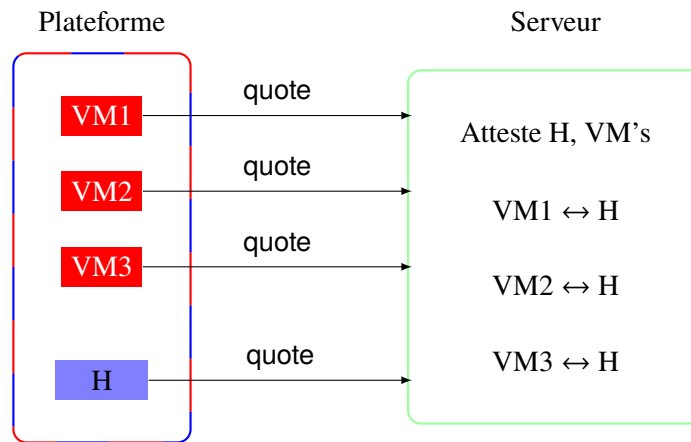 Plateforme
Serveur
VM1
quote
Atteste H, VM's
VM2
quote
VM1 ↔ H
VM3
quote
VM2 ↔ H
H
quote
VM3 ↔ H